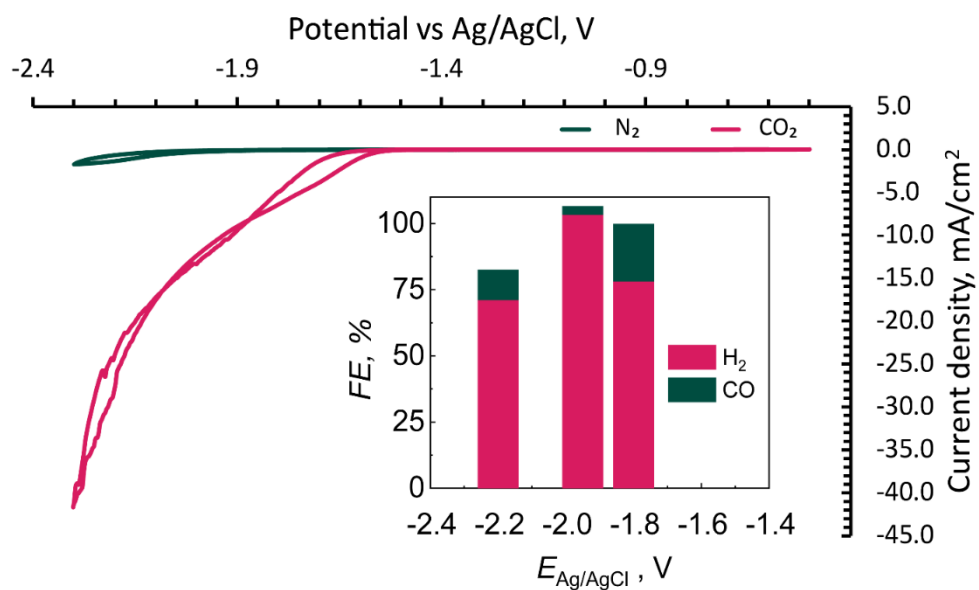 Potential vs Ag/AgCl, V
-2.4 -1.9 -1.4 -0.9
5.0
N₂ CO₂
0.0
-5.0
-10.0
-15.0
-20.0
-25.0
-30.0
-35.0
-40.0
-45.0
Current density, mA/cm²
100
75
50
25
0
FE, %
H₂
CO
-2.4 -2.2 -2.0 -1.8 -1.6 -1.4
E_Ag/AgCl , V